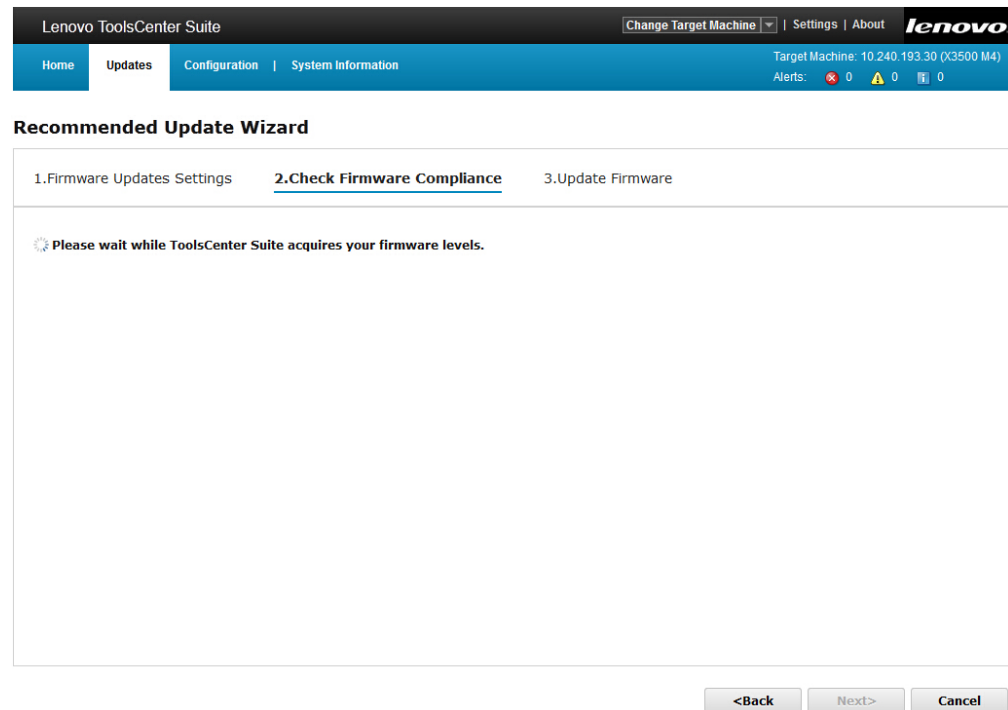 Lenovo ToolsCenter Suite
Change Target Machine | Settings | About lenovo
Home Updates Configuration | System Information
Target Machine: 10.240.193.30 (X3500 M4)
Alerts: 0 0 0
Recommended Update Wizard
1.Firmware Updates Settings 2.Check Firmware Compliance 3.Update Firmware
Please wait while ToolsCenter Suite acquires your firmware levels.
<Back Next> Cancel